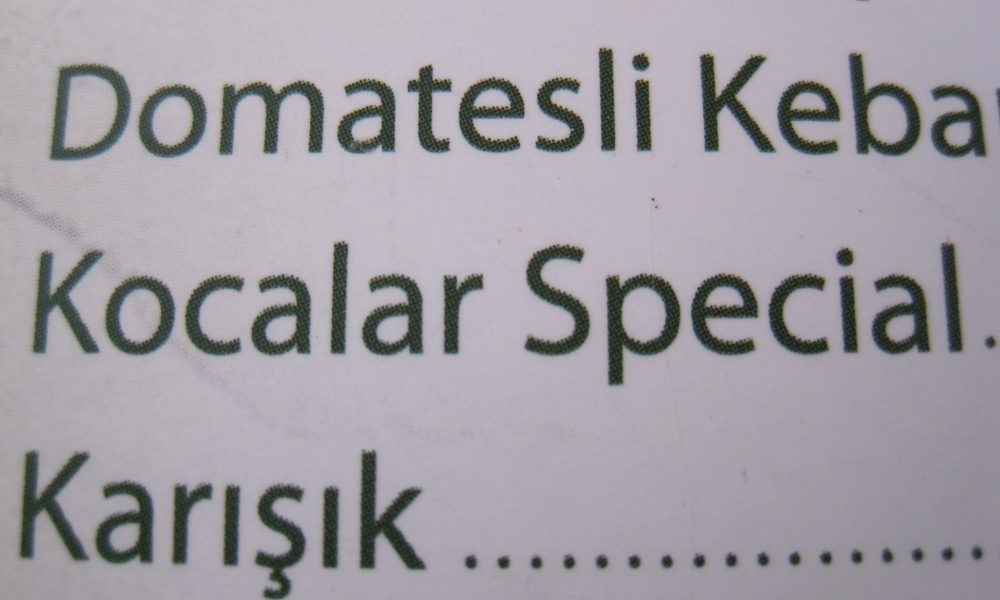 Domatesli Keba
Kocalar Special.
Karışık ................